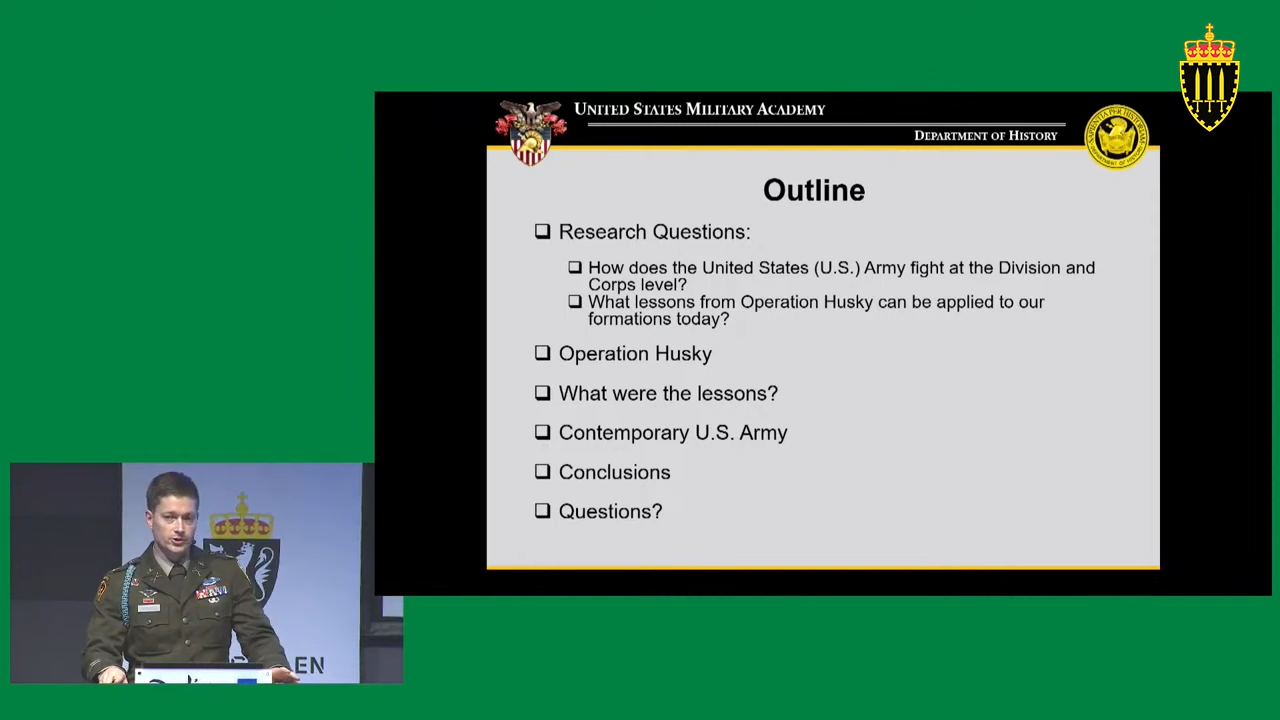 UNITED STATES MILITARY ACADEMY
DEPARTMENT OF HISTORY
Outline
Research Questions:
How does the United States (U.S.) Army fight at the Division and
Corps level?
What lessons from Operation Husky can be applied to our
formations today?
Operation Husky
What were the lessons?
Contemporary U.S. Army
Conclusions
Questions?
EN